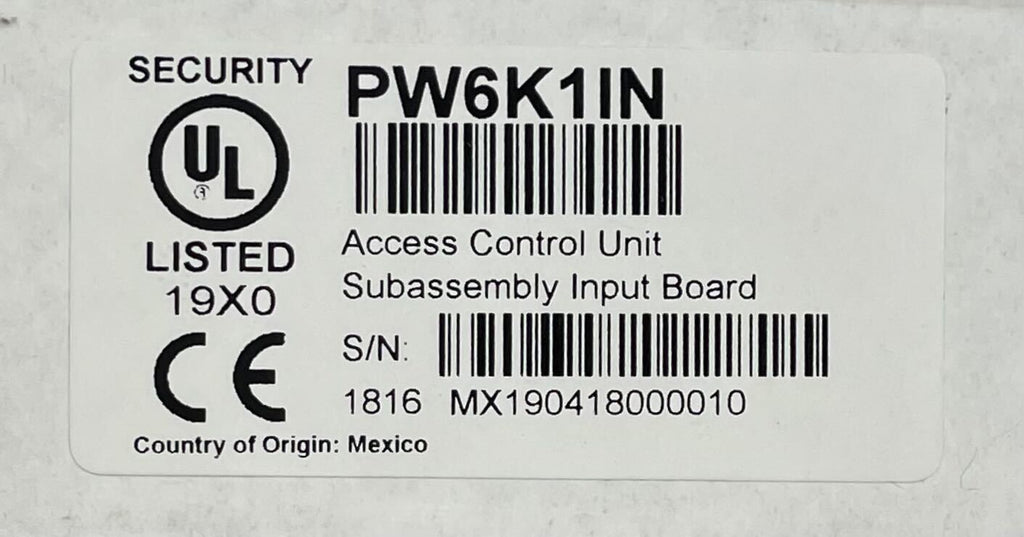 SECURITY
UL
®
LISTED
19X0
CE
Country of Origin: Mexico
PW6K1IN
Access Control Unit
Subassembly Input Board
S/N:
1816 MX190418000010